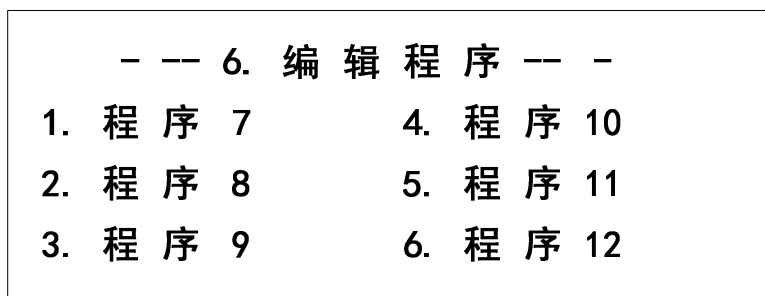 - -- 6. 编辑程序 -- -
1. 程序 7 4. 程序 10
2. 程序 8 5. 程序 11
3. 程序 9 6. 程序 12